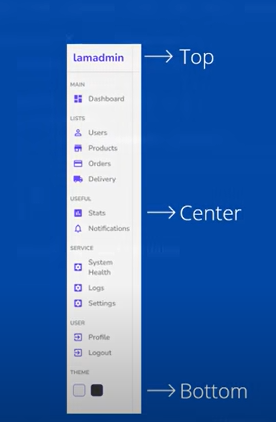 lamadmin
Top
MAIN
Dashboard
LISTS
Users
Products
Orders
Delivery
USEFUL
Stats
Center
Notifications
SERVICE
System
Health
Logs
Settings
USER
Profile
Logout
THEME
Bottom